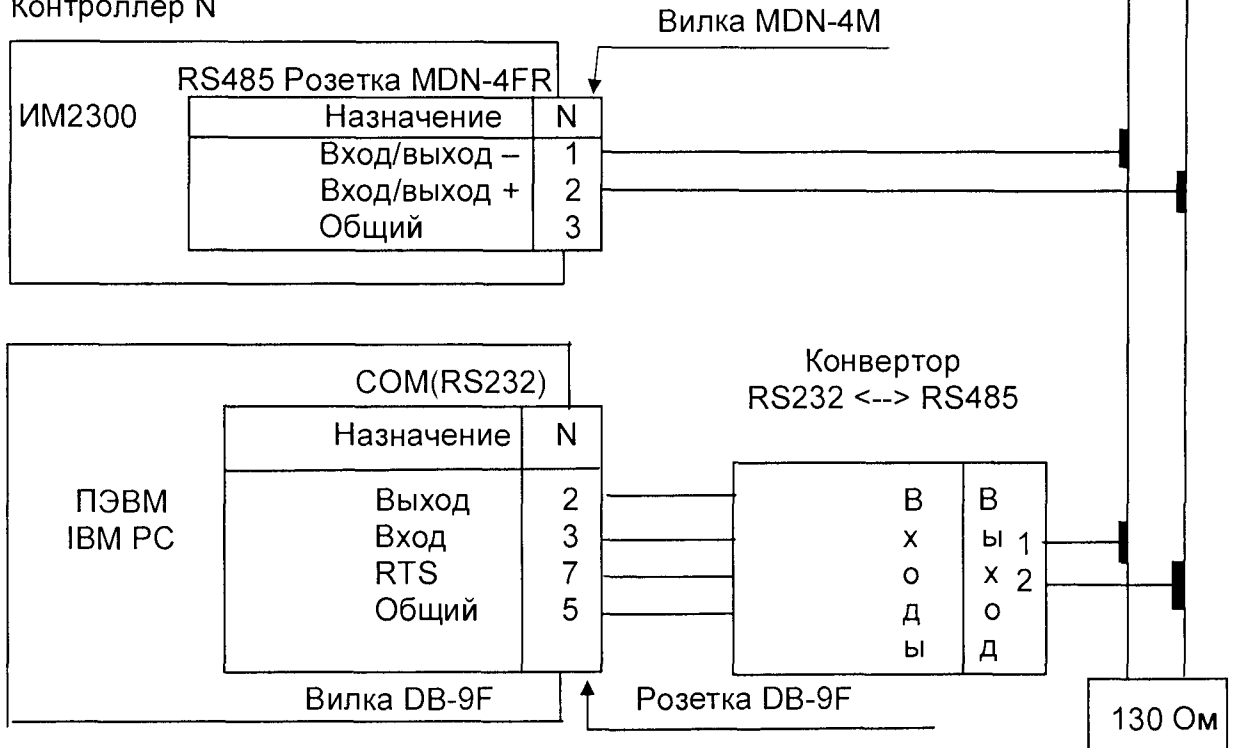 Контроллер N
Вилка MDN-4M
RS485 Розетка MDN-4FR
ИМ2300
Назначение N
Вход/выход – 1
Вход/выход + 2
Общий 3
COM(RS232)
Назначение N
ПЭВМ
IBM PC
Выход 2
Вход 3
RTS 7
Общий 5
Вилка DB-9F
Розетка DB-9F
Конвертор
RS232 <--> RS485
Входы
Выход
1
2
130 Ом